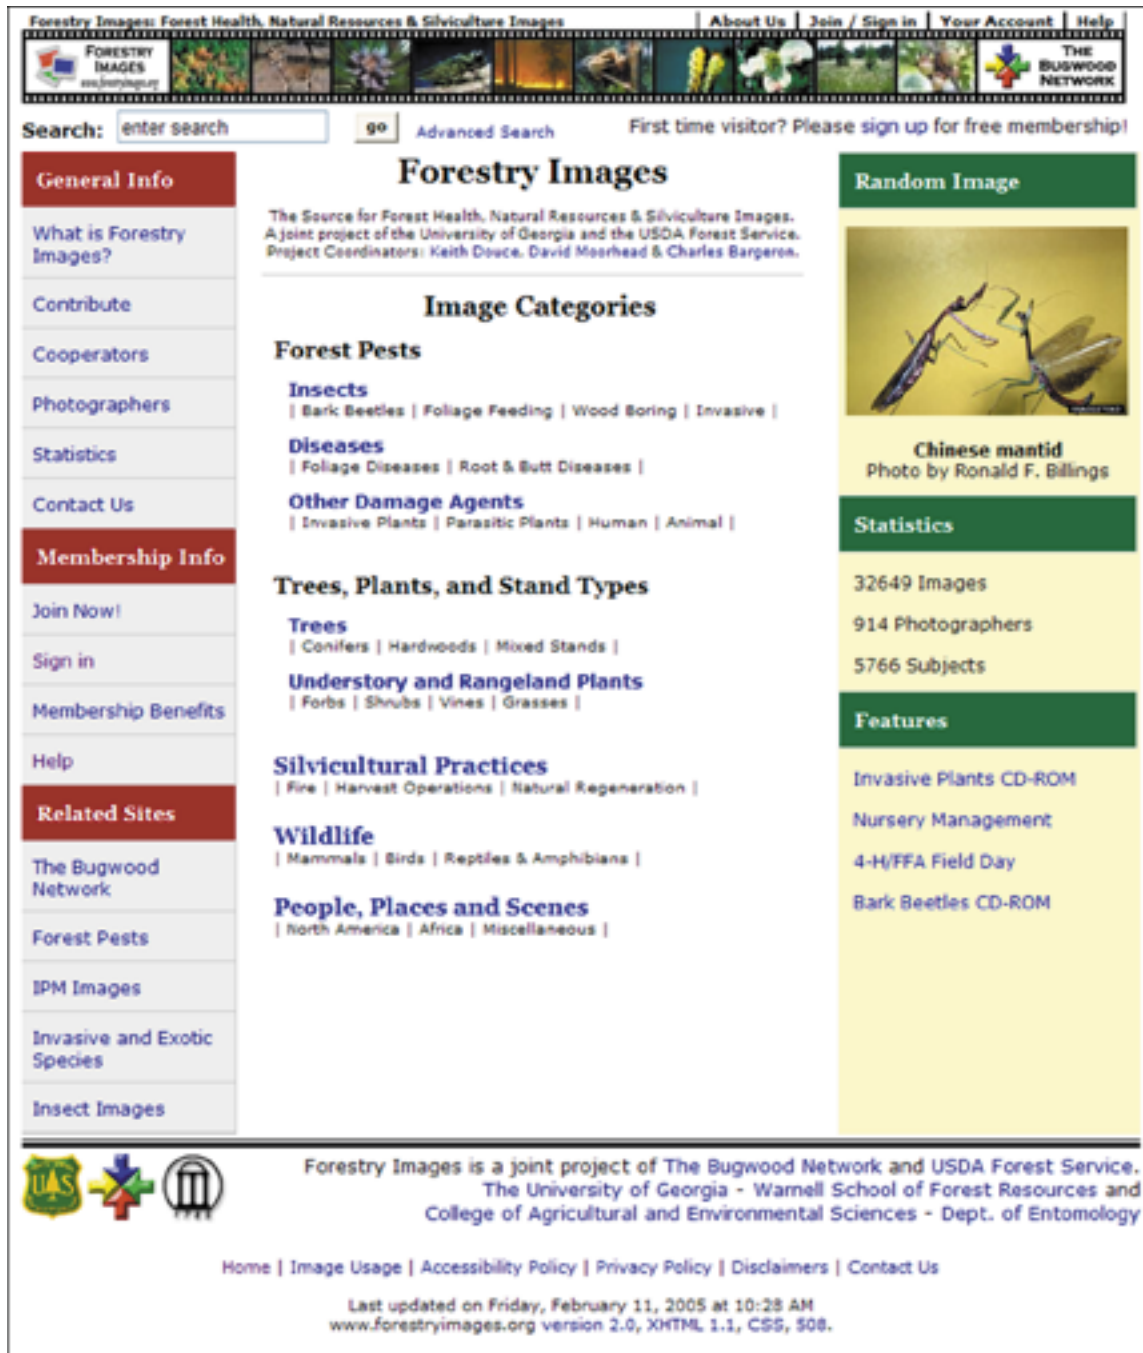 Forestry Images: Forest Health, Natural Resources & Silviculture Images
| About Us | Join / Sign in | Your Account | Help |
FORESTRY
IMAGES
www.forestryimages.org
THE
BUGWOOD
NETWORK
Search: enter search go Advanced Search
First time visitor? Please sign up for free membership!
General Info
What is Forestry
Images?
Contribute
Cooperators
Photographers
Statistics
Contact Us
Membership Info
Join Now!
Sign in
Membership Benefits
Help
Related Sites
The Bugwood
Network
Forest Pests
IPM Images
Invasive and Exotic
Species
Insect Images
Forestry Images
The Source for Forest Health, Natural Resources & Silviculture Images.
A joint project of the University of Georgia and the USDA Forest Service.
Project Coordinators: Keith Douce, David Moorhead & Charles Bargeron.
Image Categories
Forest Pests
Insects
| Bark Beetles | Foliage Feeding | Wood Boring | Invasive |
Diseases
| Foliage Diseases | Root & Butt Diseases |
Other Damage Agents
| Invasive Plants | Parasitic Plants | Human | Animal |
Trees, Plants, and Stand Types
Trees
| Conifers | Hardwoods | Mixed Stands |
Understory and Rangeland Plants
| Forbs | Shrubs | Vines | Grasses |
Silvicultural Practices
| Fire | Harvest Operations | Natural Regeneration |
Wildlife
| Mammals | Birds | Reptiles & Amphibians |
People, Places and Scenes
| North America | Africa | Miscellaneous |
Random Image
Chinese mantid
Photo by Ronald F. Billings
Statistics
32649 Images
914 Photographers
5766 Subjects
Features
Invasive Plants CD-ROM
Nursery Management
4-H/FFA Field Day
Bark Beetles CD-ROM
UAS
Forestry Images is a joint project of The Bugwood Network and USDA Forest Service.
The University of Georgia - Warnell School of Forest Resources and
College of Agricultural and Environmental Sciences - Dept. of Entomology
Home | Image Usage | Accessibility Policy | Privacy Policy | Disclaimers | Contact Us
Last updated on Friday, February 11, 2005 at 10:28 AM
www.forestryimages.org version 2.0, XHTML 1.1, CSS, 508.